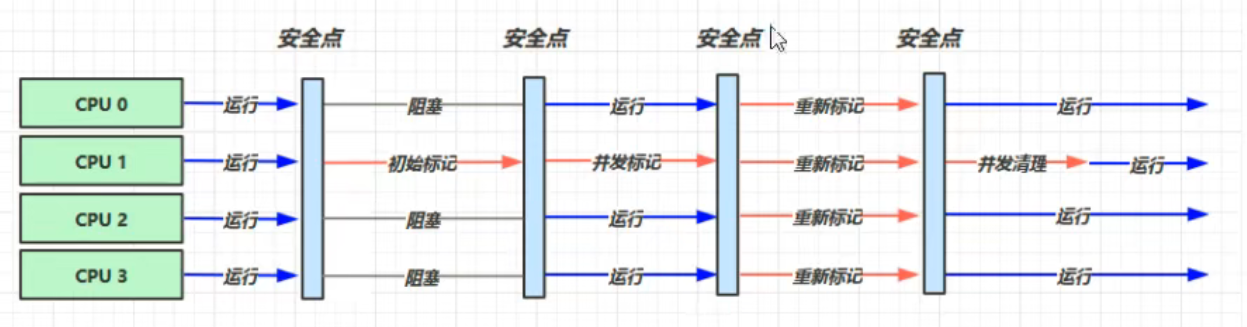 安全点 安全点 安全点 安全点
CPU 0 运行 阻塞 运行 重新标记 运行
CPU 1 运行 初始标记 并发标记 重新标记 并发清理 运行
CPU 2 运行 阻塞 运行 重新标记 运行
CPU 3 运行 阻塞 运行 重新标记 运行